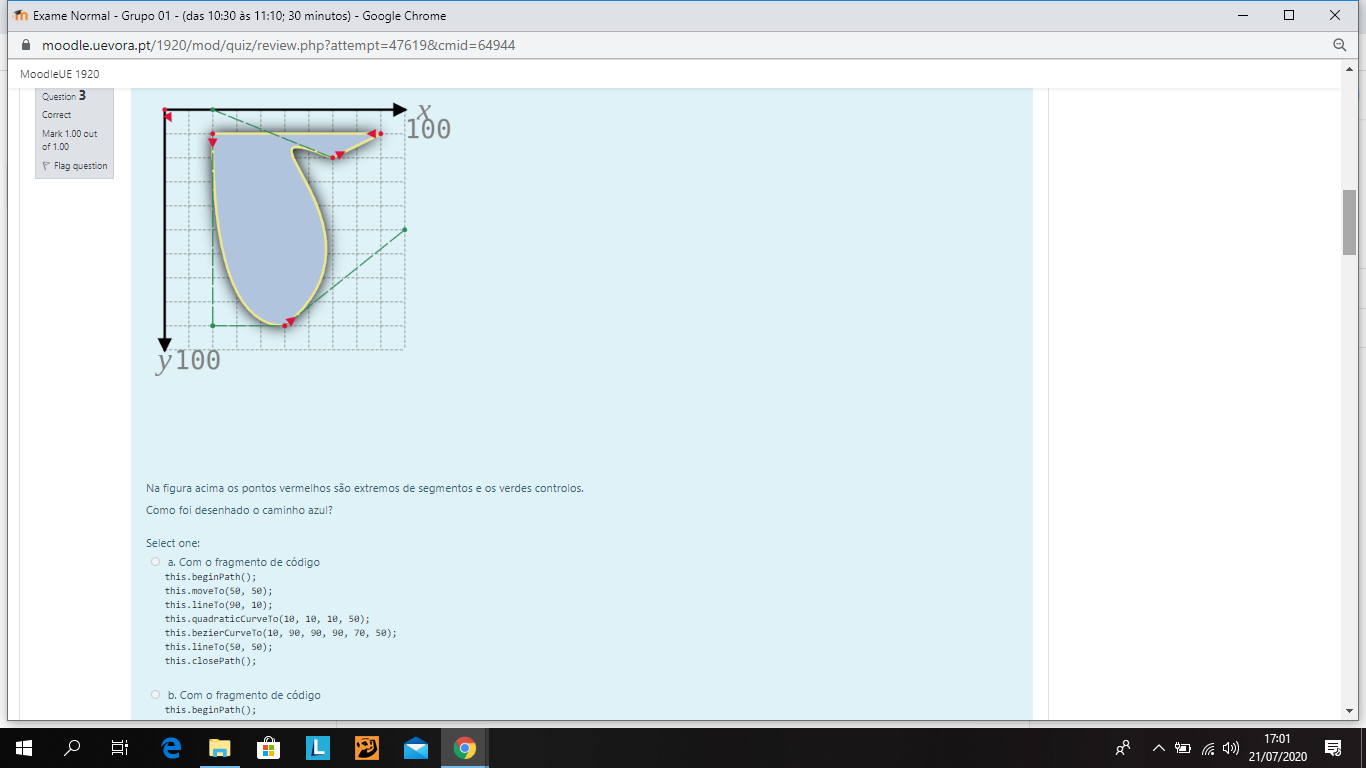 Exame Normal - Grupo 01 - (das 10:30 às 11:10; 30 minutos) - Google Chrome
moodle.uevora.pt/1920/mod/quiz/review.php?attempt=47619&cmid=64944
MoodleUE 1920
Question 3
Correct
Mark 1.00 out
of 1.00
Flag question
x
100
y 100
Na figura acima os pontos vermelhos são extremos de segmentos e os verdes controlos.
Como foi desenhado o caminho azul?
Select one:
a. Com o fragmento de código
this.beginPath();
this.moveTo(50, 50);
this.lineTo(90, 10);
this.quadraticCurveTo(10, 10, 10, 50);
this.bezierCurveTo(10, 90, 90, 90, 70, 50);
this.lineTo(50, 50);
this.closePath();
b. Com o fragmento de código
this.beginPath();
17:01
21/07/2020